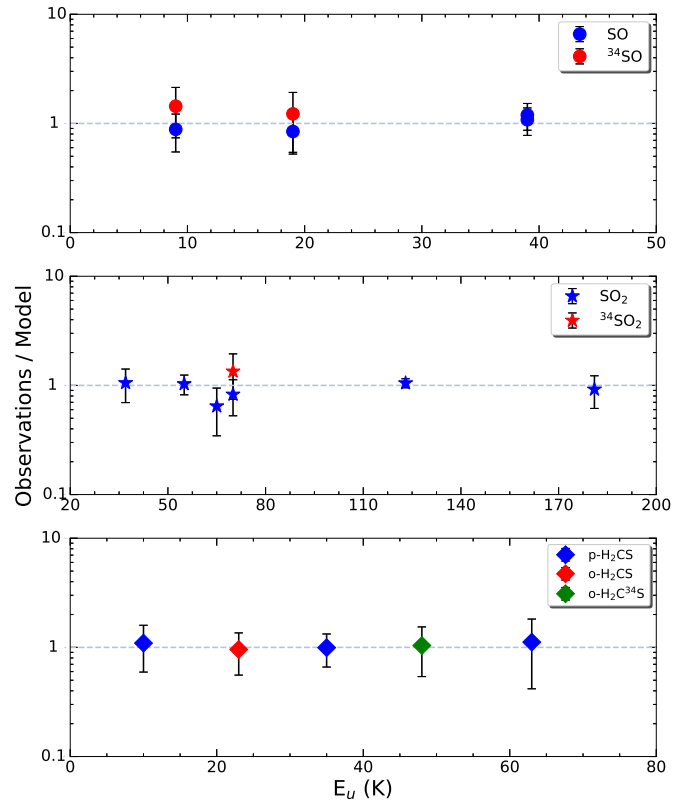 10
SO
³⁴SO
1
0.1
0 10 20 30 40 50
10
SO₂
³⁴SO₂
1
0.1
20 50 80 110 140 170 200
Observations / Model
10
p-H₂CS
o-H₂CS
o-H₂C³⁴S
1
0.1
0 20 40 60 80
Eᵤ (K)